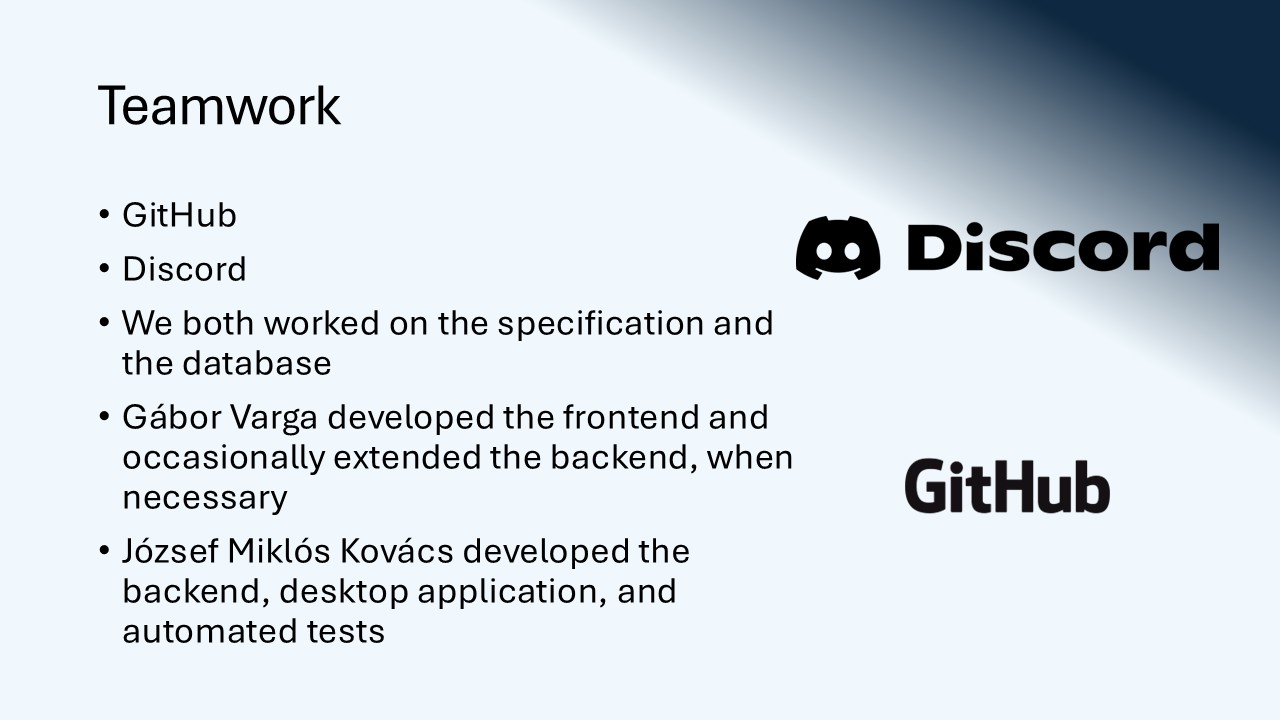 Teamwork
• GitHub
• Discord
• We both worked on the specification and
the database
• Gábor Varga developed the frontend and
occasionally extended the backend, when
necessary
• József Miklós Kovács developed the
backend, desktop application, and
automated tests
Discord
GitHub